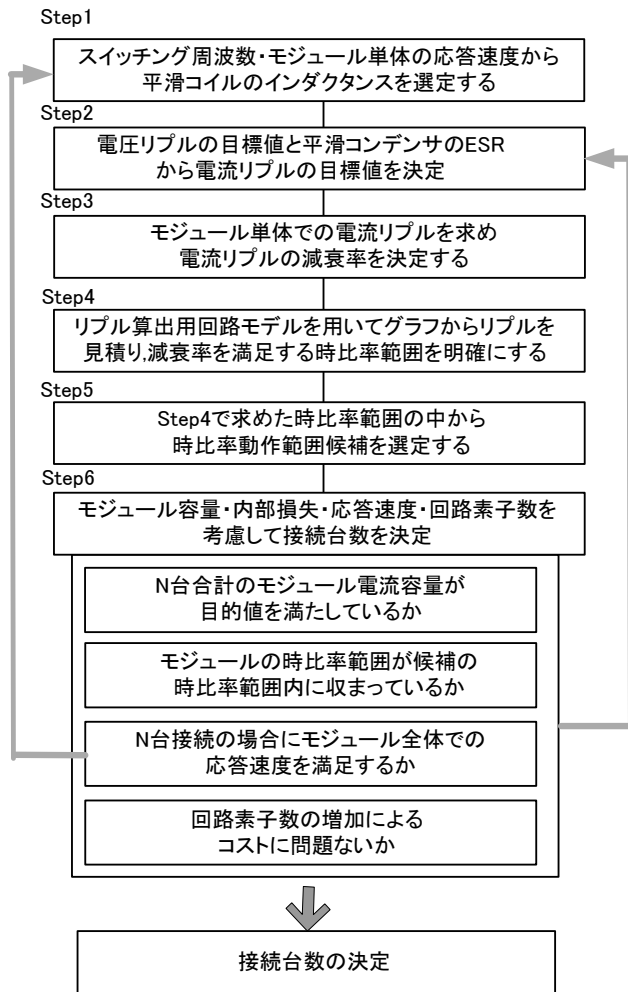 Step1
スイッチング周波数・モジュール単体の応答速度から
平滑コイルのインダクタンスを選定する
Step2
電圧リプルの目標値と平滑コンデンサのESR
から電流リプルの目標値を決定
Step3
モジュール単体での電流リプルを求め
電流リプルの減衰率を決定する
Step4
リプル算出用回路モデルを用いてグラフからリプルを
見積り,減衰率を満足する時比率範囲を明確にする
Step5
Step4で求めた時比率範囲の中から
時比率動作範囲候補を選定する
Step6
モジュール容量・内部損失・応答速度・回路素子数を
考慮して接続台数を決定
N台合計のモジュール電流容量が
目的値を満たしているか
モジュールの時比率範囲が候補の
時比率範囲内に収まっているか
N台接続の場合にモジュール全体での
応答速度を満足するか
回路素子数の増加による
コストに問題ないか
接続台数の決定